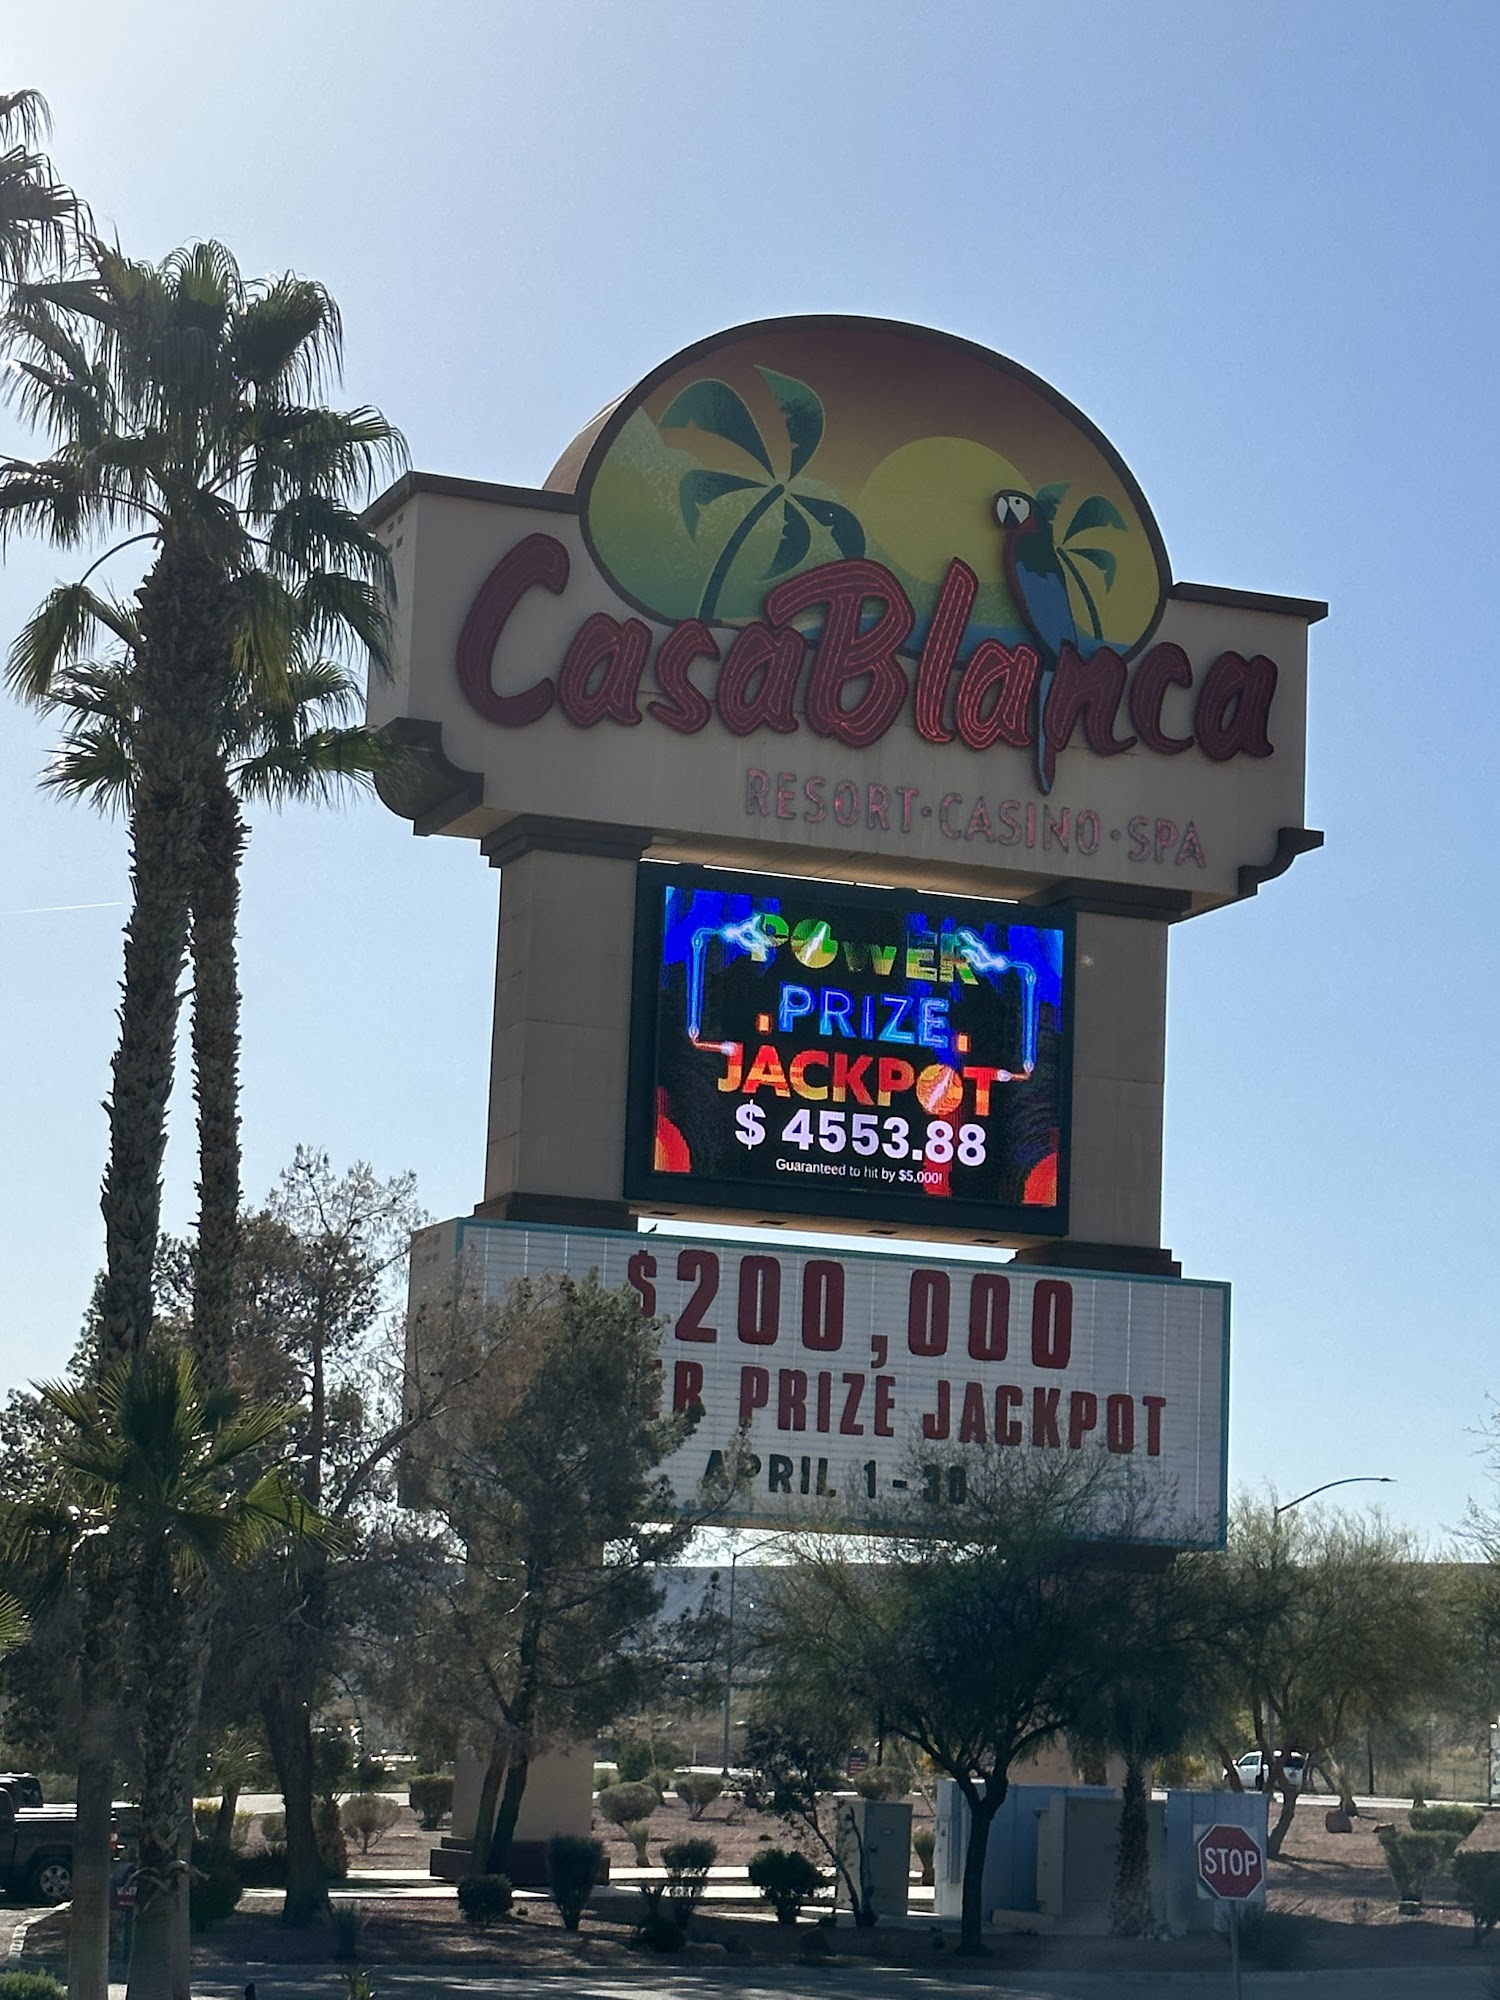 CasaBlanca
RESORT·CASINO·SPA
POWER
PRIZE
JACKPOT
$ 4553.88
Guaranteed to hit by $5,000!
$200,000
PRIZE JACKPOT
APRIL 1-30
STOP